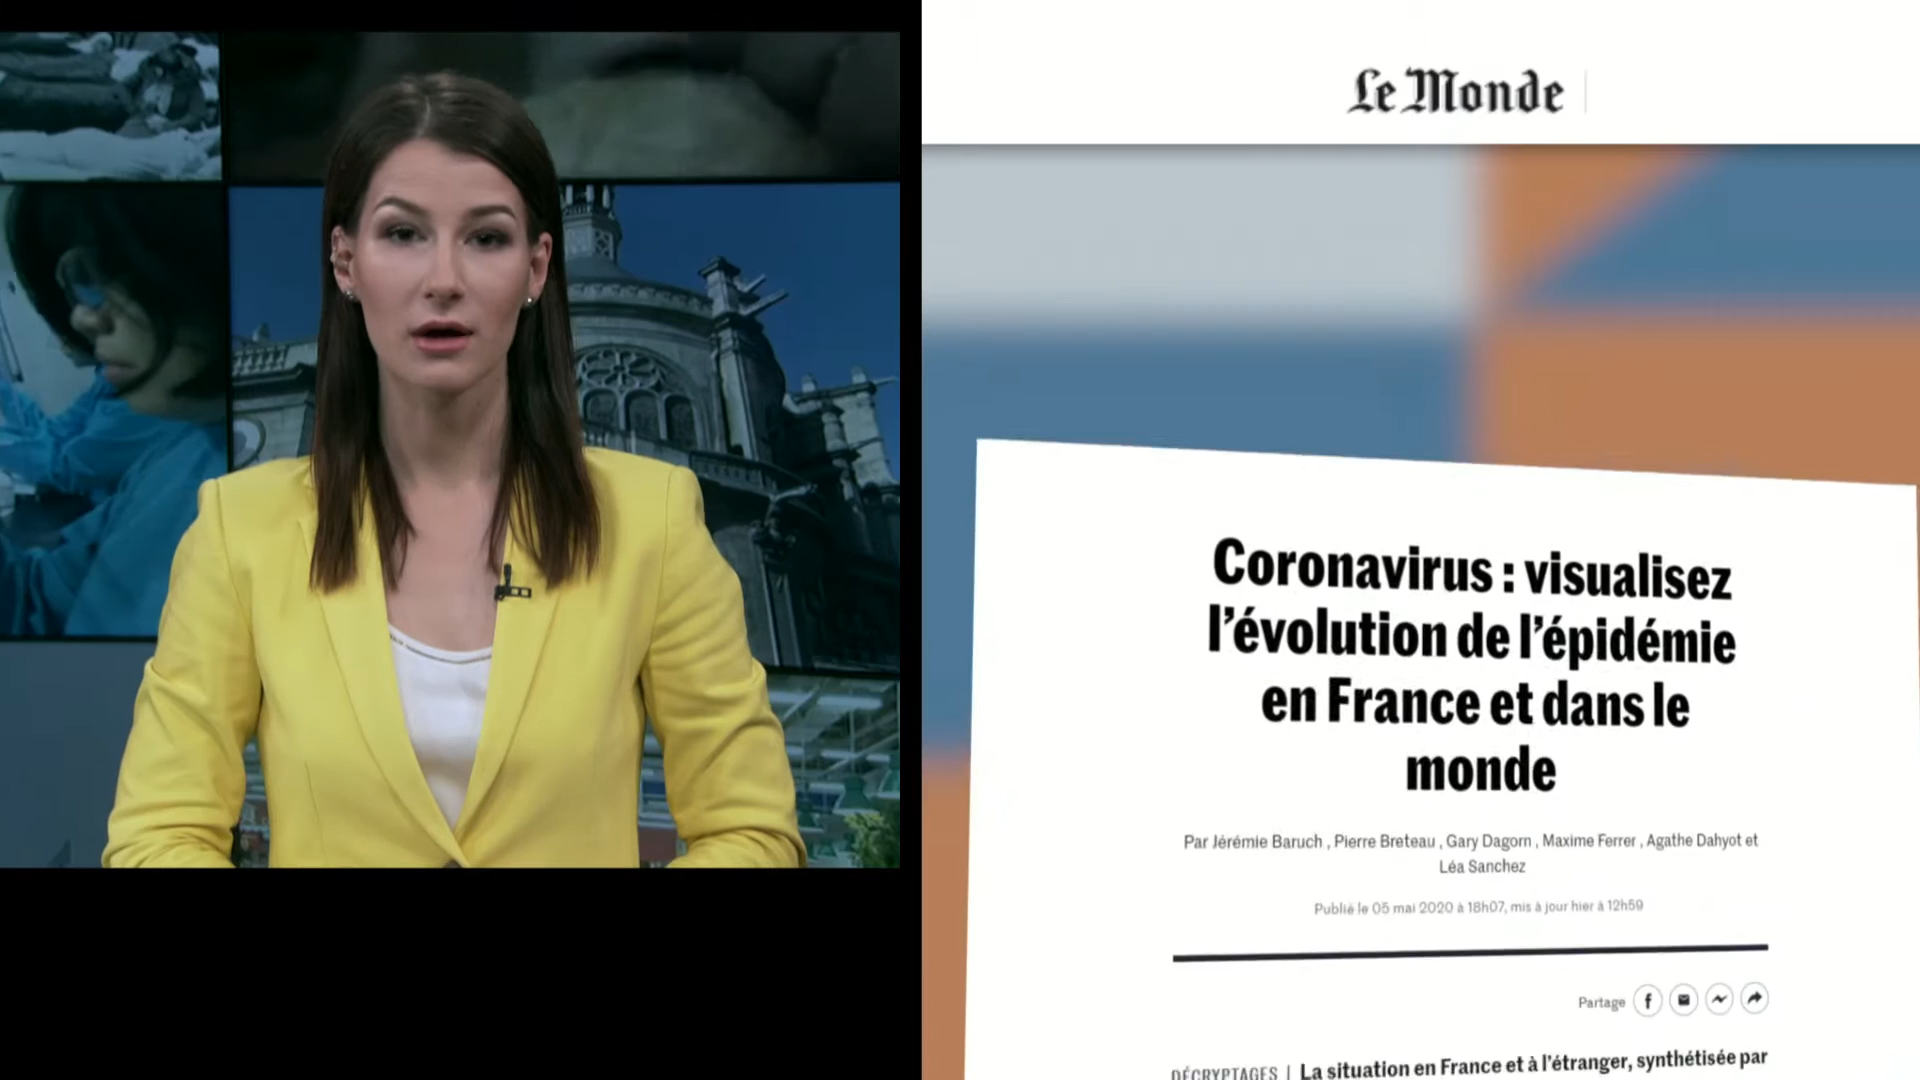 Le Monde
Coronavirus : visualisez
l'évolution de l'épidémie
en France et dans le
monde
Par Jérémie Baruch , Pierre Breteau , Gary Dagorn , Maxime Ferrer , Agathe Dahyot et
Léa Sanchez
Publié le 05 mai 2020 à 18h07, mis à jour hier à 12h59
Partage
DÉCRYPTAGES | La situation en France et à l'étranger, synthétisée par